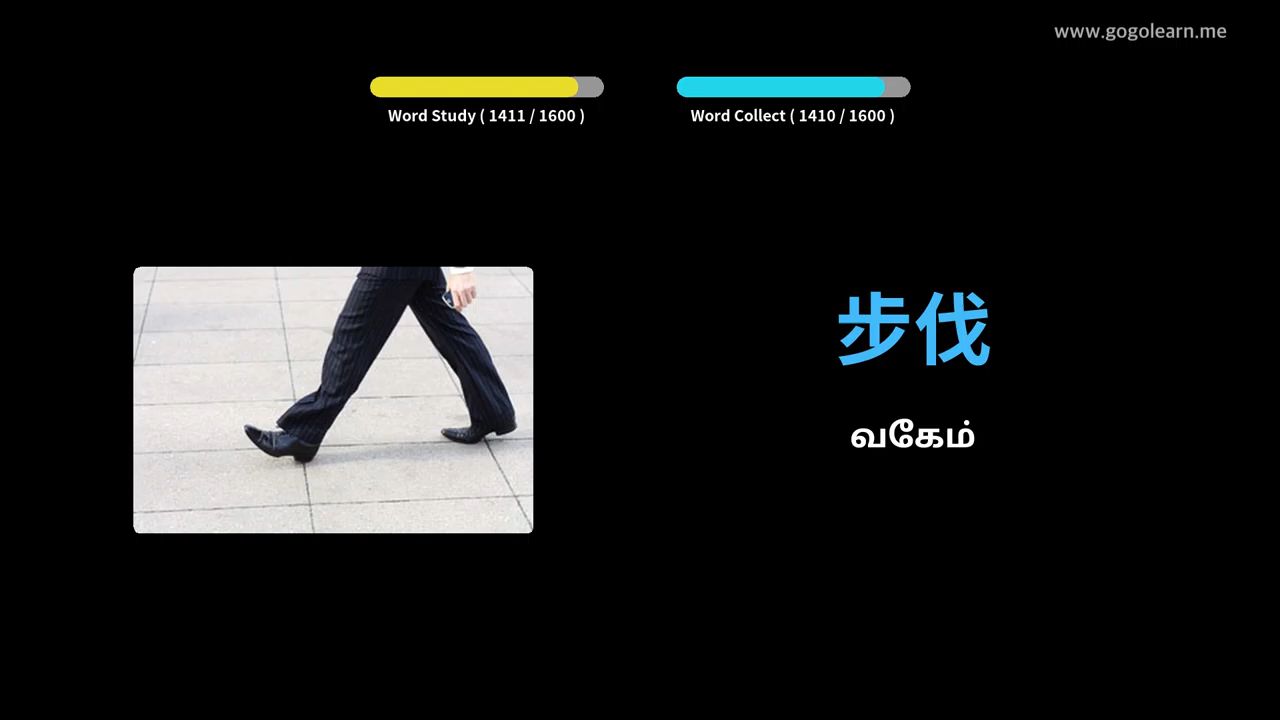 www.gogolearn.me
Word Study ( 1411 / 1600 )
Word Collect ( 1410 / 1600 )
步伐
வகேம்